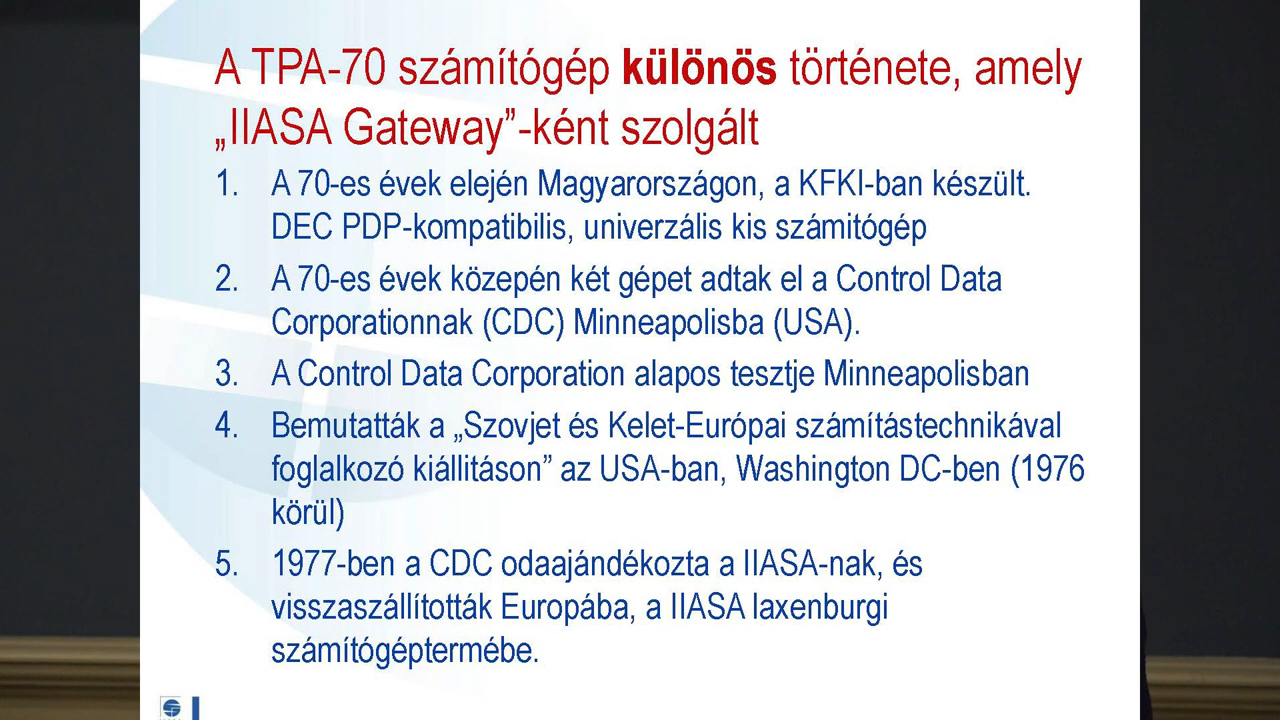 A TPA-70 számítógép különös története, amely
„IIASA Gateway”-ként szolgált
1. A 70-es évek elején Magyarországon, a KFKI-ban készült.
DEC PDP-kompatibilis, univerzális kis számitógép
2. A 70-es évek közepén két gépet adtak el a Control Data
Corporationnak (CDC) Minneapolisba (USA).
3. A Control Data Corporation alapos tesztje Minneapolisban
4. Bemutatták a „Szovjet és Kelet-Európai számítástechnikával
foglalkozó kiállitáson” az USA-ban, Washington DC-ben (1976
körül)
5. 1977-ben a CDC odaajándékozta a IIASA-nak, és
visszaszállították Európába, a IIASA laxenburgi
számítógéptermébe.